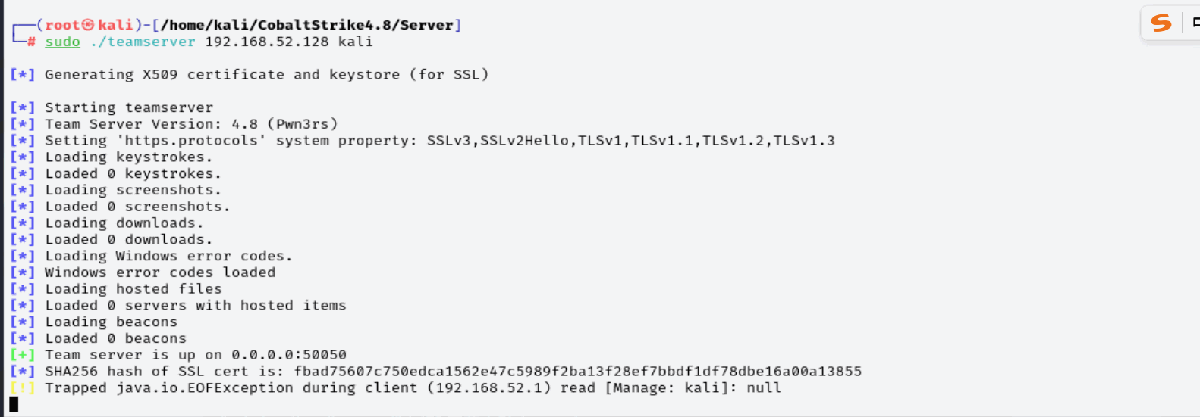 ┌──(root㉿kali)-[/home/kali/CobaltStrike4.8/Server]
└─# sudo ./teamserver 192.168.52.128 kali
[*] Generating X509 certificate and keystore (for SSL)
[*] Starting teamserver
[*] Team Server Version: 4.8 (Pwn3rs)
[*] Setting 'https.protocols' system property: SSLv3,SSLv2Hello,TLSv1,TLSv1.1,TLSv1.2,TLSv1.3
[*] Loading keystrokes.
[*] Loaded 0 keystrokes.
[*] Loading screenshots.
[*] Loaded 0 screenshots.
[*] Loading downloads.
[*] Loaded 0 downloads.
[*] Loading Windows error codes.
[*] Windows error codes loaded
[*] Loading hosted files
[*] Loaded 0 servers with hosted items
[*] Loading beacons
[*] Loaded 0 beacons
[+] Team server is up on 0.0.0.0:50050
[*] SHA256 hash of SSL cert is: fbad75607c750edca1562e47c5989f2ba13f28ef7bbdf1df78dbe16a00a13855
[!] Trapped java.io.EOFException during client (192.168.52.1) read [Manage: kali]: null